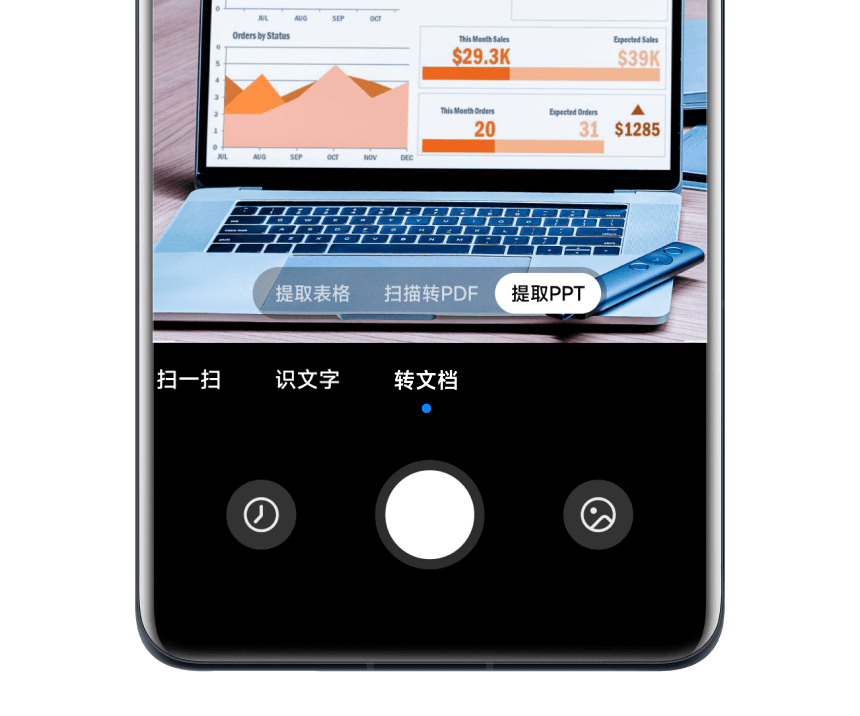 0
JUL AUG SEP OCT
Orders by Status
6
5
4
3
2
1
0
JUL AUG SEP OCT NOV DEC
This Month Sales Expected Sales
$29.3K $39K
This Month Orders Expected Orders
20 31 $1285
提取表格 扫描转PDF 提取PPT
扫一扫 识文字 转文档